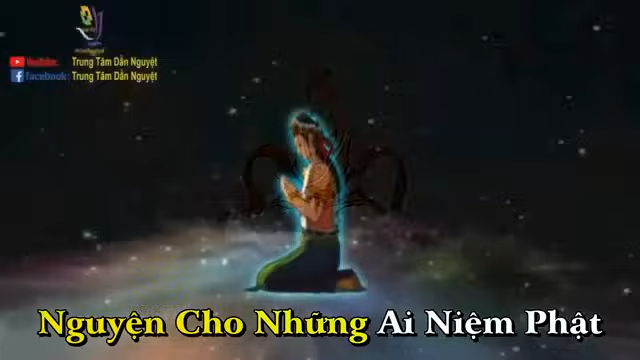 YouTube: Trung Tâm Dẫn Nguyệt
facebook: Trung Tâm Dẫn Nguyệt
Nguyện Cho Những Ai Niệm Phật